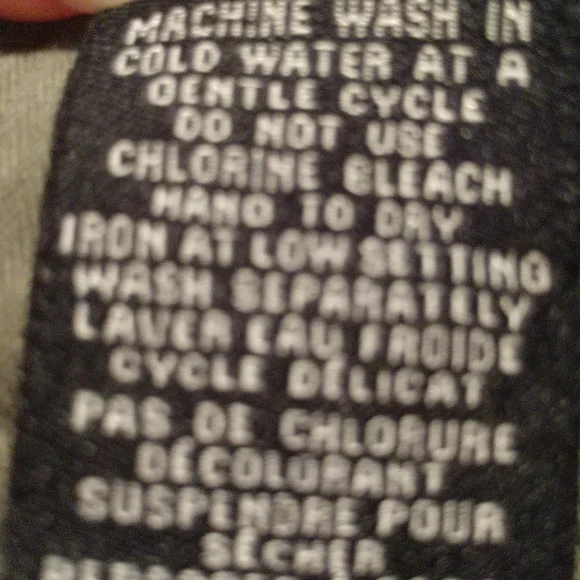 MACHINE WASH IN
COLD WATER AT A
GENTLE CYCLE
DO NOT USE
CHLORINE BLEACH
HANG TO DRY
IRON AT LOW SETTING
WASH SEPARATELY
LAVER EAU FROIDE
CYCLE DÉLICAT
PAS DE CHLORURE
DÉCOLORANT
SUSPENDRE POUR
SÉCHER